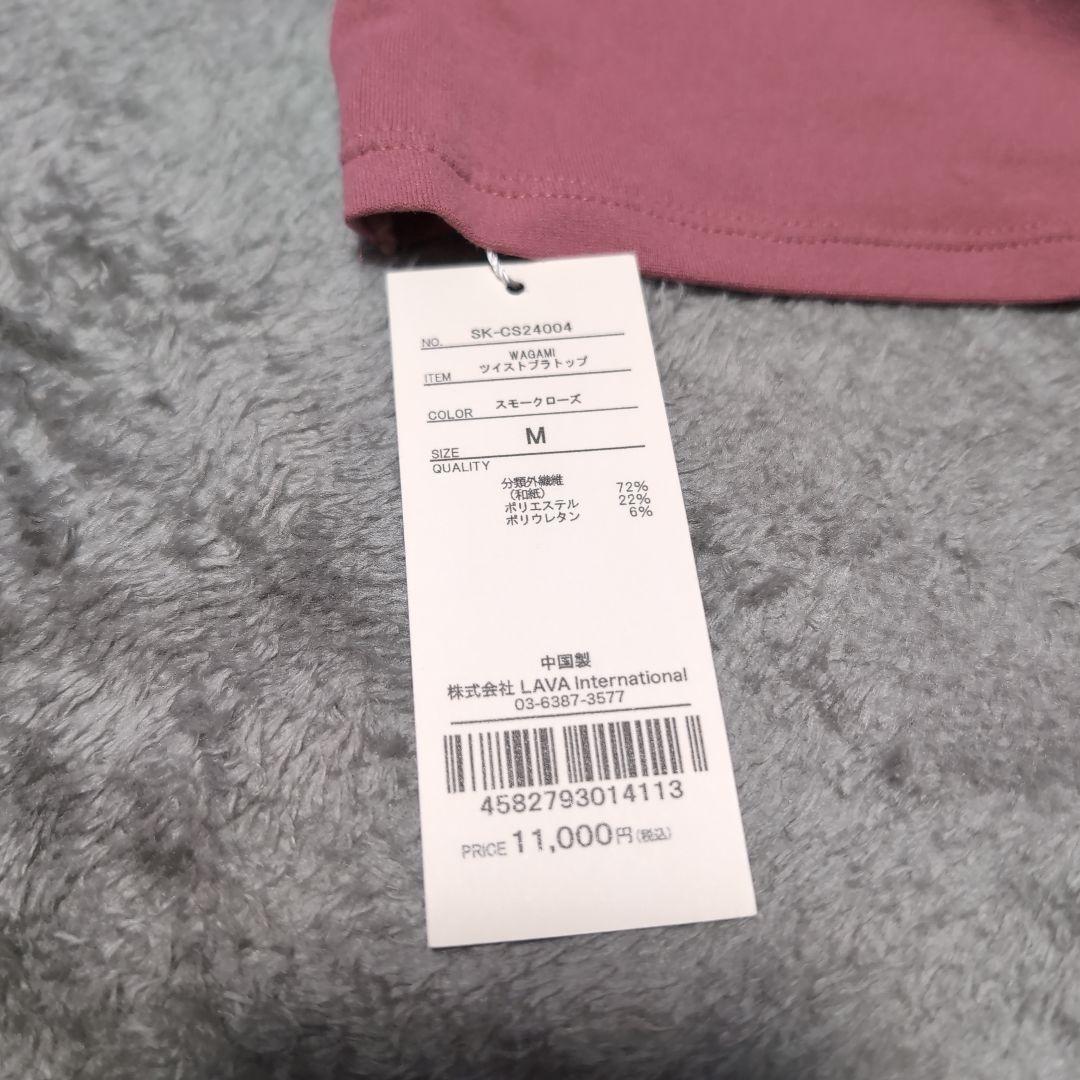 NO. SK-CS24004
WAGAMI
ITEM ツイストブラトップ
COLOR スモークローズ
SIZE M
QUALITY
分類外繊維 72%
(和紙)
ポリエステル 22%
ポリウレタン 6%
中国製
株式会社 LAVA International
03-6387-3577
4582793014113
PRICE 11,000円(税込)